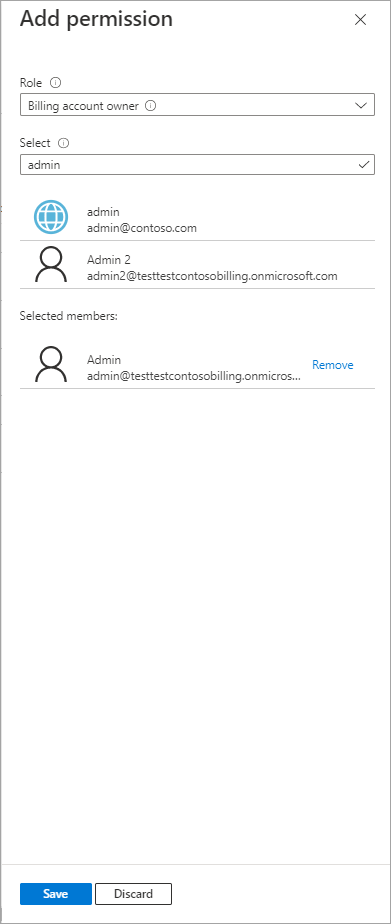 Add permission
Role
Billing account owner
Select
admin
admin
admin@contoso.com
Admin 2
admin2@testtestcontosobilling.onmicrosoft.com
Selected members:
Admin
admin@testtestcontosobilling.onmicros...
Remove
Save
Discard